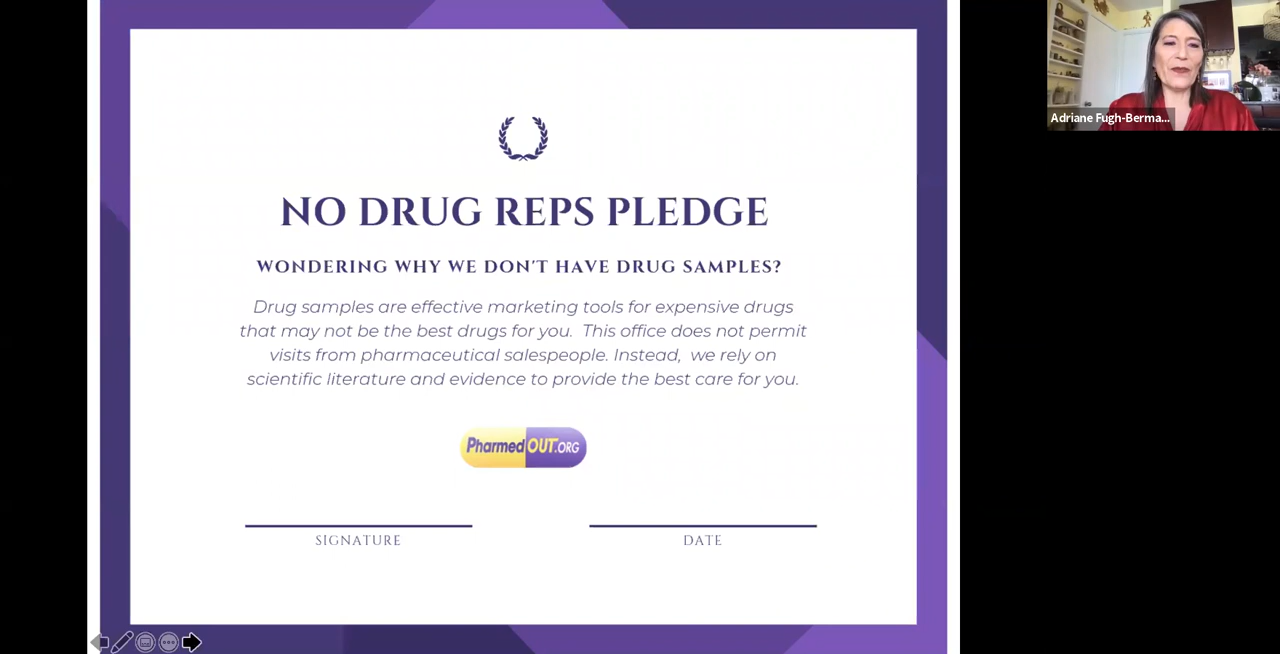 NO DRUG REPS PLEDGE
WONDERING WHY WE DON'T HAVE DRUG SAMPLES?
Drug samples are effective marketing tools for expensive drugs
that may not be the best drugs for you. This office does not permit
visits from pharmaceutical salespeople. Instead, we rely on
scientific literature and evidence to provide the best care for you.
PharmedOUT.ORG
SIGNATURE
DATE
Adriane Fugh-Berma...